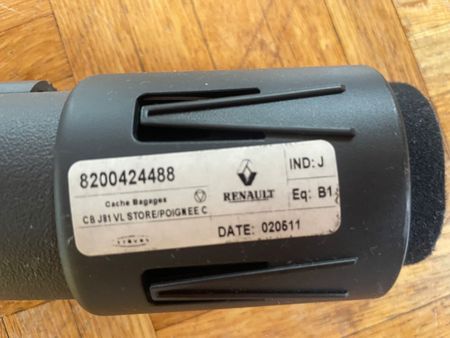 8200424488
Cache Bagages
CB J81 VL STORE/POIGNEE C
RENAULT
IND: J
Eq: B1
DATE: 020511